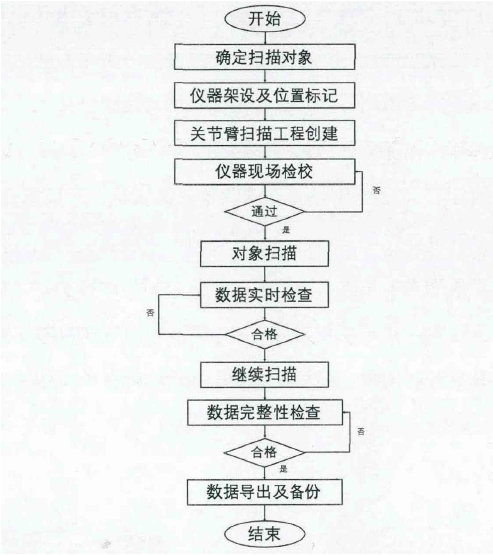 开始
确定扫描对象
仪器架设及位置标记
关节臂扫描工程创建
仪器现场检校
否
通过
是
对象扫描
数据实时检查
否
合格
继续扫描
数据完整性检查
否
合格
是
数据导出及备份
结束